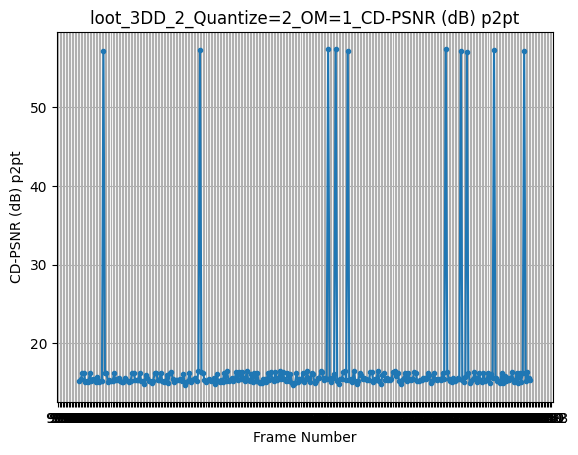 loot_3DD_2_Quantize=2_OM=1_CD-PSNR (dB) p2pt
CD-PSNR (dB) p2pt
50
40
30
20
Frame Number